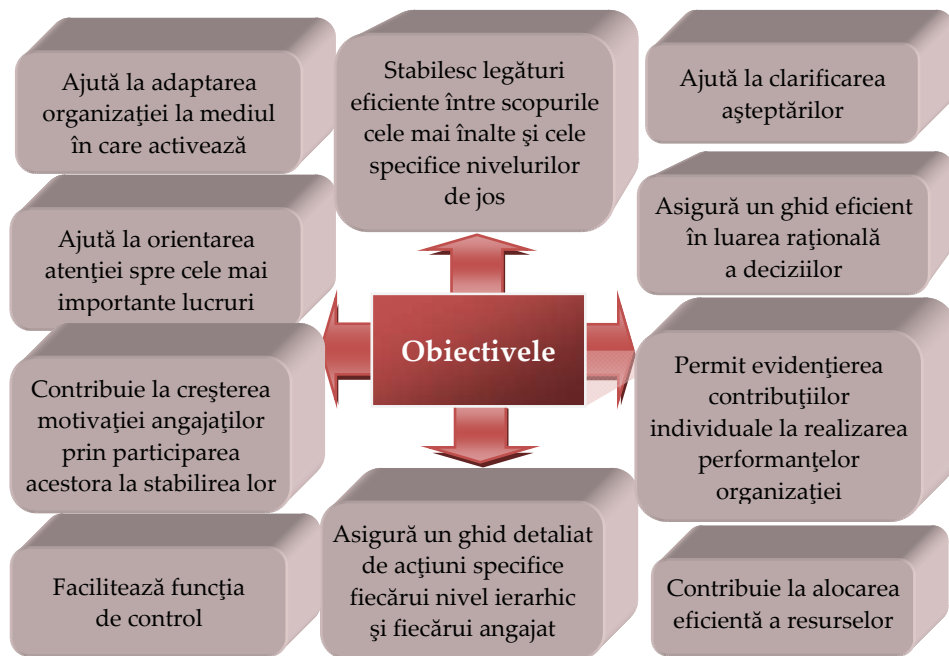 Ajută la adaptarea
organizaţiei la mediul
în care activează
Ajută la orientarea
atenţiei spre cele mai
importante lucruri
Contribuie la creşterea
motivaţiei angajaţilor
prin participarea
acestora la stabilirea lor
Facilitează funcţia
de control
Stabilesc legături
eficiente între scopurile
cele mai înalte şi cele
specifice nivelurilor
de jos
Obiectivele
Asigură un ghid detaliat
de acţiuni specifice
fiecărui nivel ierarhic
şi fiecărui angajat
Ajută la clarificarea
aşteptărilor
Asigură un ghid eficient
în luarea raţională
a deciziilor
Permit evidenţierea
contribuţiilor
individuale la realizarea
performanţelor
organizaţiei
Contribuie la alocarea
eficientă a resurselor